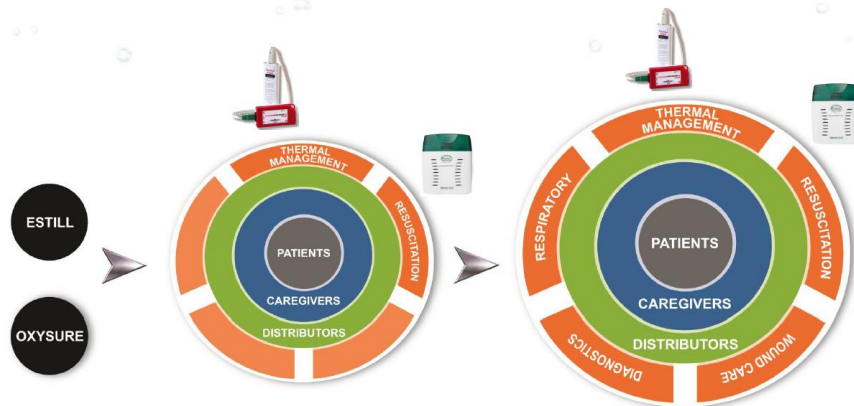 ESTILL
OXYSURE
THERMAL
MANAGEMENT
RESUSCITATION
PATIENTS
CAREGIVERS
DISTRIBUTORS
THERMAL
MANAGEMENT
RESPIRATORY
RESUSCITATION
PATIENTS
CAREGIVERS
DISTRIBUTORS
DIAGNOSTICS
WOUND CARE